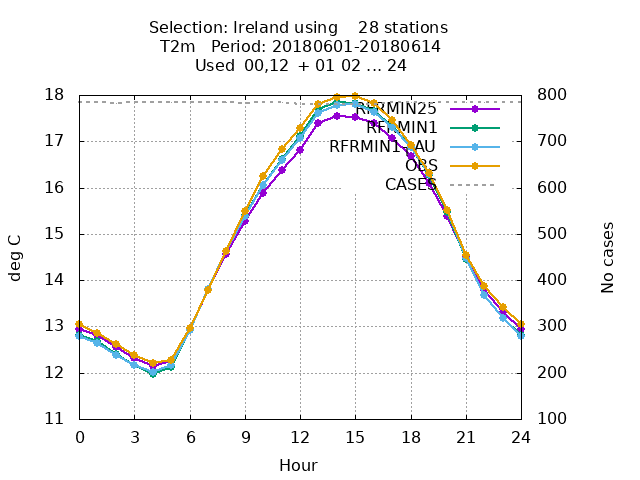 Selection: Ireland using    28 stations
T2m   Period: 20180601-20180614
Used  00,12  + 01 02 ... 24
18
17
16
15
14
13
12
11
800
700
600
500
400
300
200
100
deg C
No cases
RFRMIN25
RFRMIN1
RFRMIN1_AU
OBS
CASES
0 3 6 9 12 15 18 21 24
Hour